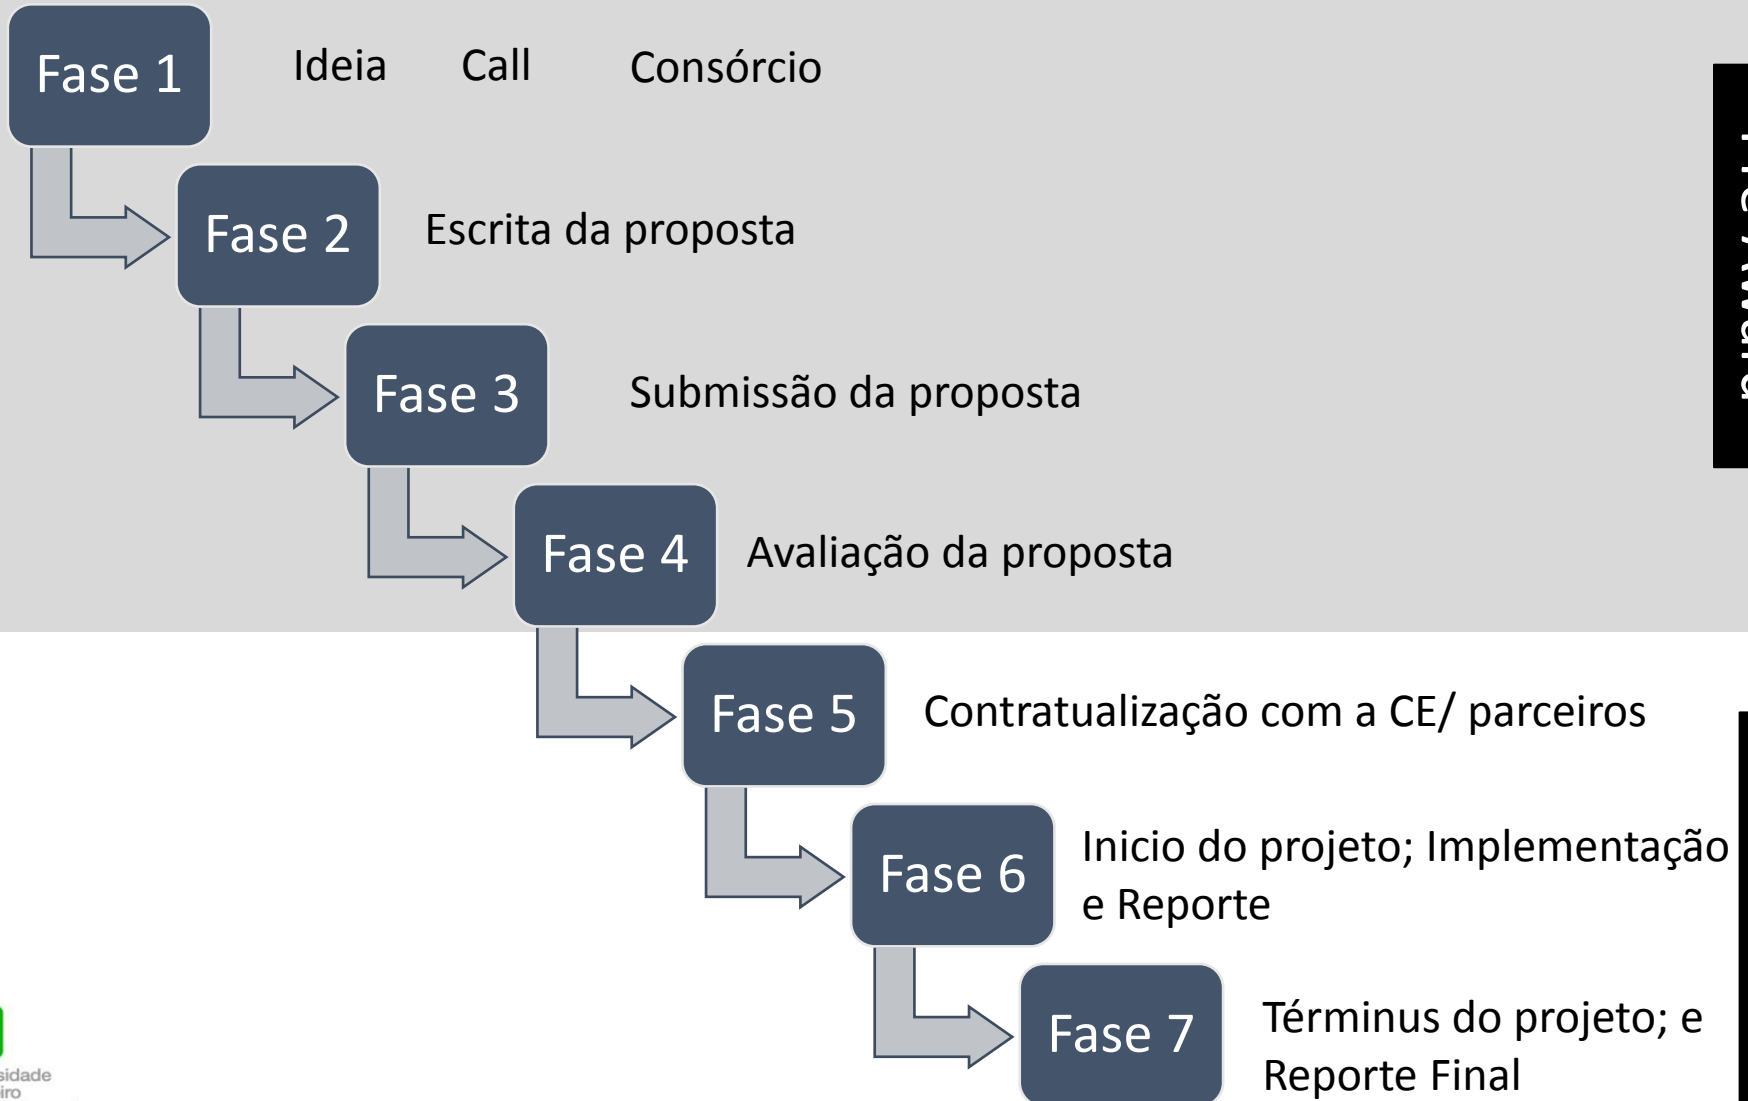 Fase 1
Ideia
Call
Consórcio
Fase 2
Escrita da proposta
Fase 3
Submissão da proposta
Fase 4
Avaliação da proposta
Fase 5
Contratualização com a CE/ parceiros
Fase 6
Inicio do projeto; Implementação
e Reporte
Fase 7
Términus do projeto; e
Reporte Final